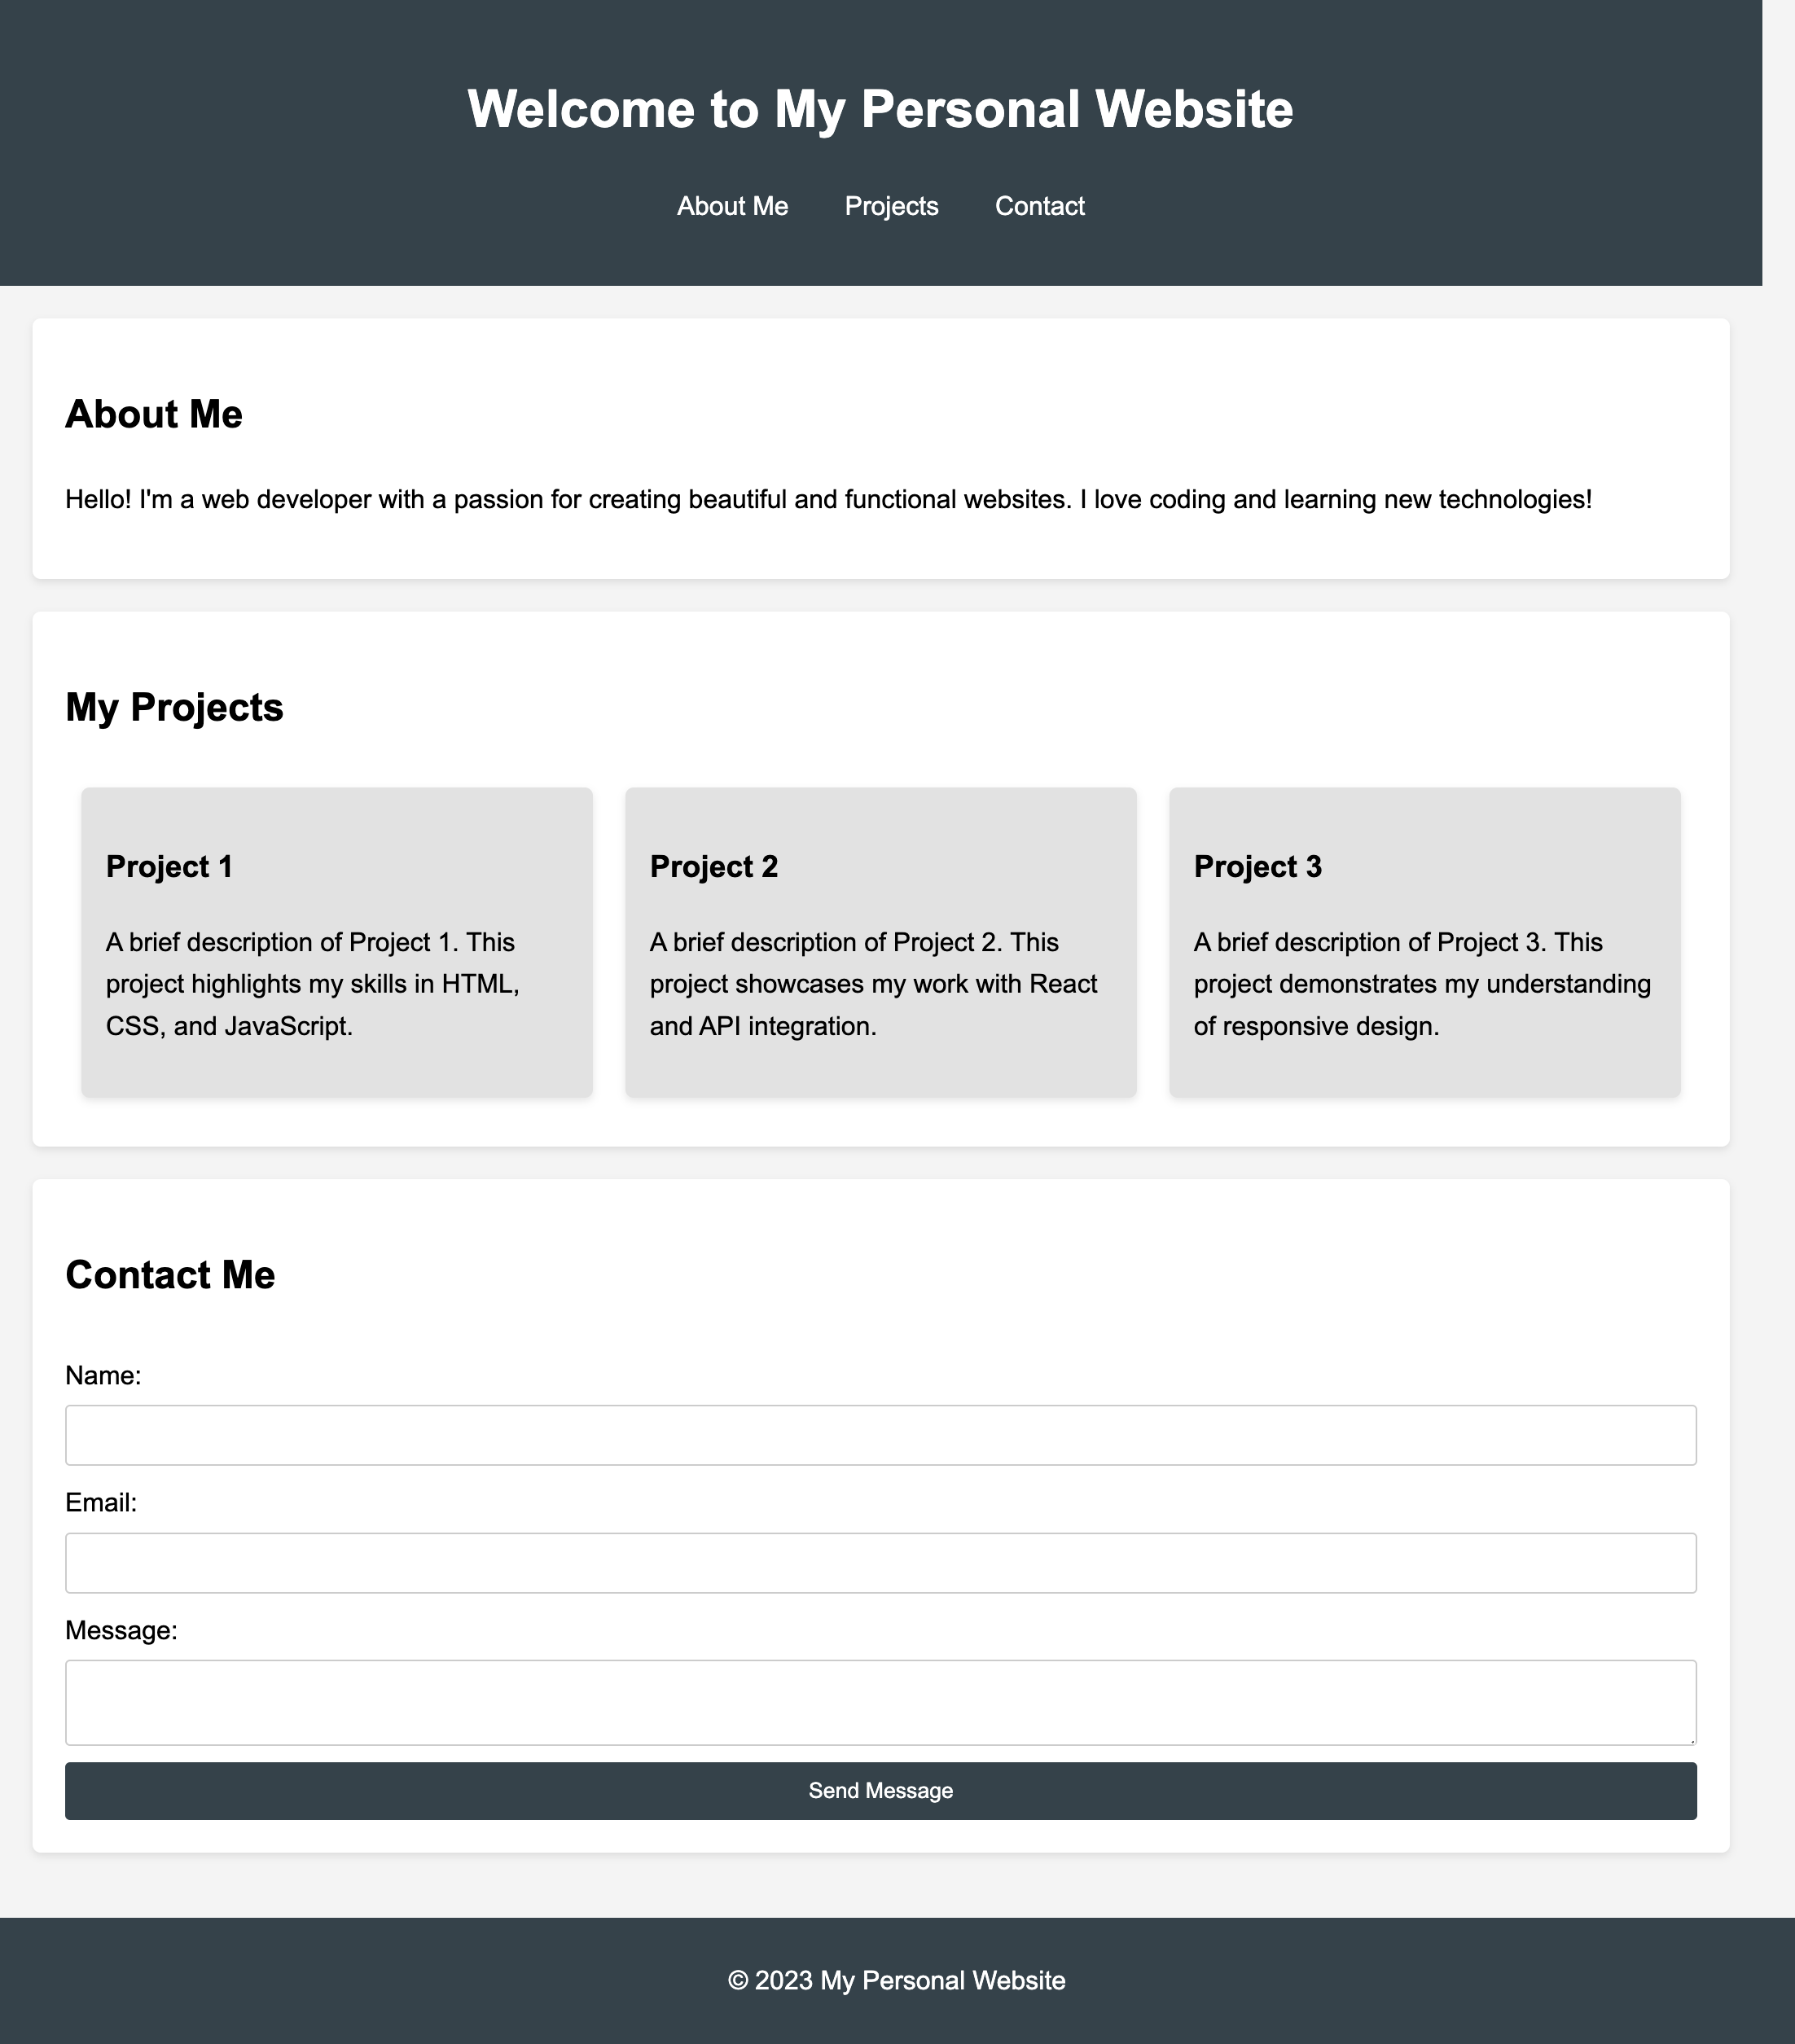 Welcome to My Personal Website
About Me Projects Contact
About Me
Hello! I'm a web developer with a passion for creating beautiful and functional websites. I love coding and learning new technologies!
My Projects
Project 1
A brief description of Project 1. This
project highlights my skills in HTML,
CSS, and JavaScript.
Project 2
A brief description of Project 2. This
project showcases my work with React
and API integration.
Project 3
A brief description of Project 3. This
project demonstrates my understanding
of responsive design.
Contact Me
Name:
Email:
Message:
Send Message
© 2023 My Personal Website